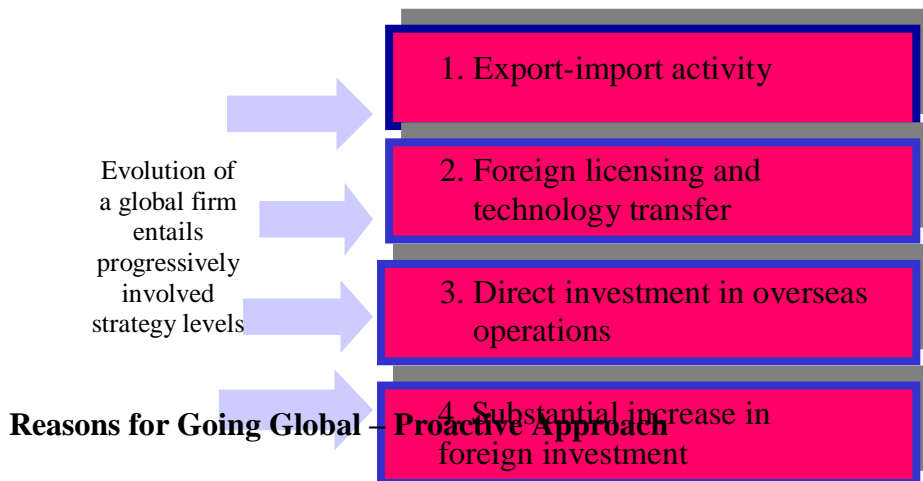 1. Export-import activity
Evolution of
a global firm
entails
progressively
involved
strategy levels
2. Foreign licensing and
technology transfer
3. Direct investment in overseas
operations
4. Substantial increase in
foreign investment
Reasons for Going Global – Proactive Approach